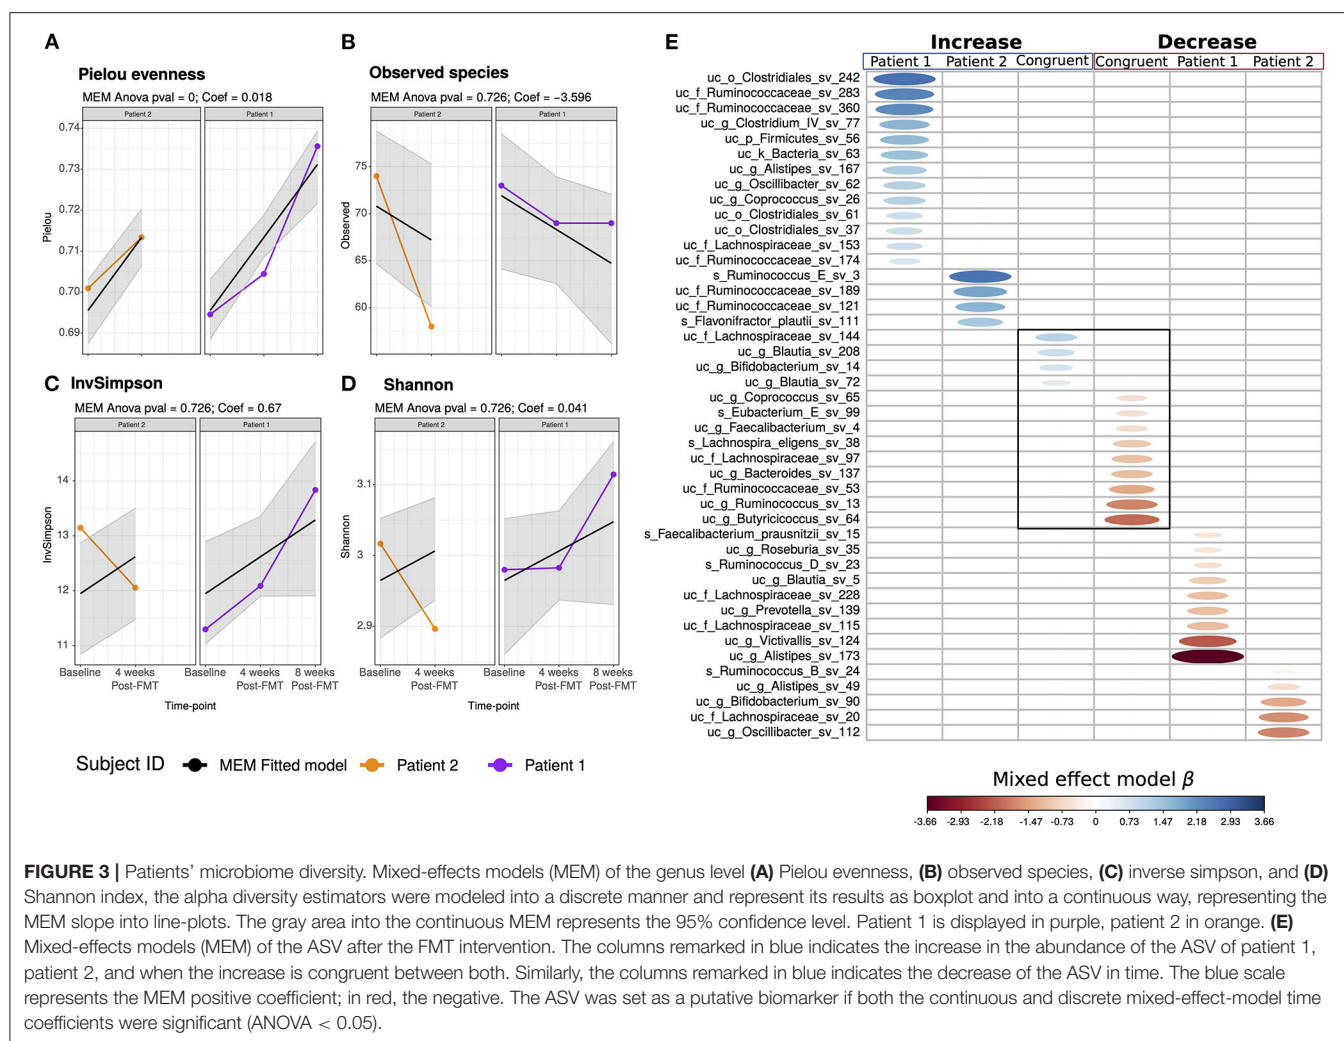 A
Pielou evenness
MEM Anova pval = 0; Coef = 0.018
Patient 2
Patient 1
0.74
0.73
0.72
0.71
0.70
0.69
Pielou
B
Observed species
MEM Anova pval = 0.726; Coef = −3.596
Patient 2
Patient 1
75
70
65
60
Observed
C InvSimpson
MEM Anova pval = 0.726; Coef = 0.67
Patient 2
Patient 1
14
13
12
11
InvSimpson
Baseline
4 weeks
Post-FMT
Baseline
4 weeks
Post-FMT
8 weeks
Post-FMT
Time-point
D Shannon
MEM Anova pval = 0.726; Coef = 0.041
Patient 2
Patient 1
3.1
3
2.9
Shannon
Baseline
4 weeks
Post-FMT
Baseline
4 weeks
Post-FMT
8 weeks
Post-FMT
Time-point
Subject ID MEM Fitted model Patient 2 Patient 1
E
Increase Decrease
Patient 1 Patient 2 Congruent Congruent Patient 1 Patient 2
uc_o_Clostridiales_sv_242
uc_f_Ruminococcaceae_sv_283
uc_f_Ruminococcaceae_sv_360
uc_g_Clostridium_IV_sv_77
uc_p_Firmicutes_sv_56
uc_k_Bacteria_sv_63
uc_g_Alistipes_sv_167
uc_g_Oscillibacter_sv_62
uc_g_Coprococcus_sv_26
uc_o_Clostridiales_sv_61
uc_o_Clostridiales_sv_37
uc_f_Lachnospiraceae_sv_153
uc_f_Ruminococcaceae_sv_174
s_Ruminococcus_E_sv_3
uc_f_Ruminococcaceae_sv_189
uc_f_Ruminococcaceae_sv_121
s_Flavonifractor_plautii_sv_111
uc_f_Lachnospiraceae_sv_144
uc_g_Blautia_sv_208
uc_g_Bifidobacterium_sv_14
uc_g_Blautia_sv_72
uc_g_Coprococcus_sv_65
s_Eubacterium_E_sv_99
uc_g_Faecalibacterium_sv_4
s_Lachnospira_eligens_sv_38
uc_f_Lachnospiraceae_sv_97
uc_g_Bacteroides_sv_137
uc_f_Ruminococcaceae_sv_53
uc_g_Ruminococcus_sv_13
uc_g_Butyricicoccus_sv_64
s_Faecalibacterium_prausnitzii_sv_15
uc_g_Roseburia_sv_35
s_Ruminococcus_D_sv_23
uc_g_Blautia_sv_5
uc_f_Lachnospiraceae_sv_228
uc_g_Prevotella_sv_139
uc_f_Lachnospiraceae_sv_115
uc_g_Victivallis_sv_124
uc_g_Alistipes_sv_173
s_Ruminococcus_B_sv_24
uc_g_Alistipes_sv_49
uc_g_Bifidobacterium_sv_90
uc_f_Lachnospiraceae_sv_20
uc_g_Oscillibacter_sv_112
Mixed effect model β
-3.66 -2.93 -2.18 -1.47 -0.73 0 0.73 1.47 2.18 2.93 3.66
FIGURE 3 | Patients’ microbiome diversity. Mixed-effects models (MEM) of the genus level (A) Pielou evenness, (B) observed species, (C) inverse simpson, and (D)
Shannon index, the alpha diversity estimators were modeled into a discrete manner and represent its results as boxplot and into a continuous way, representing the
MEM slope into line-plots. The gray area into the continuous MEM represents the 95% confidence level. Patient 1 is displayed in purple, patient 2 in orange. (E)
Mixed-effects models (MEM) of the ASV after the FMT intervention. The columns remarked in blue indicates the increase in the abundance of the ASV of patient 1,
patient 2, and when the increase is congruent between both. Similarly, the columns remarked in blue indicates the decrease of the ASV in time. The blue scale
represents the MEM positive coefficient; in red, the negative. The ASV was set as a putative biomarker if both the continuous and discrete mixed-effect-model time
coefficients were significant (ANOVA < 0.05).